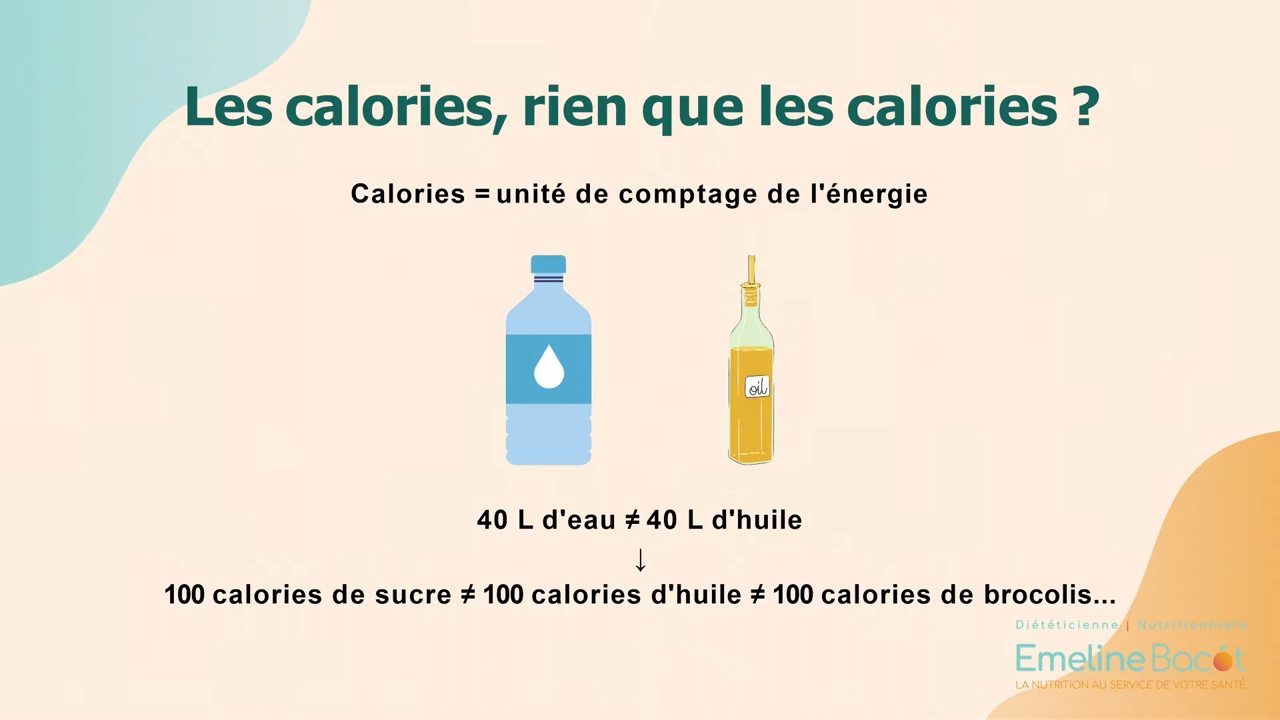 Les calories, rien que les calories ?
Calories = unité de comptage de l'énergie
oil
40 L d'eau ≠ 40 L d'huile
↓
100 calories de sucre ≠ 100 calories d'huile ≠ 100 calories de brocolis...
Diététicienne | Nutritionniste
Emeline Bacot
LA NUTRITION AU SERVICE DE VOTRE SANTÉ